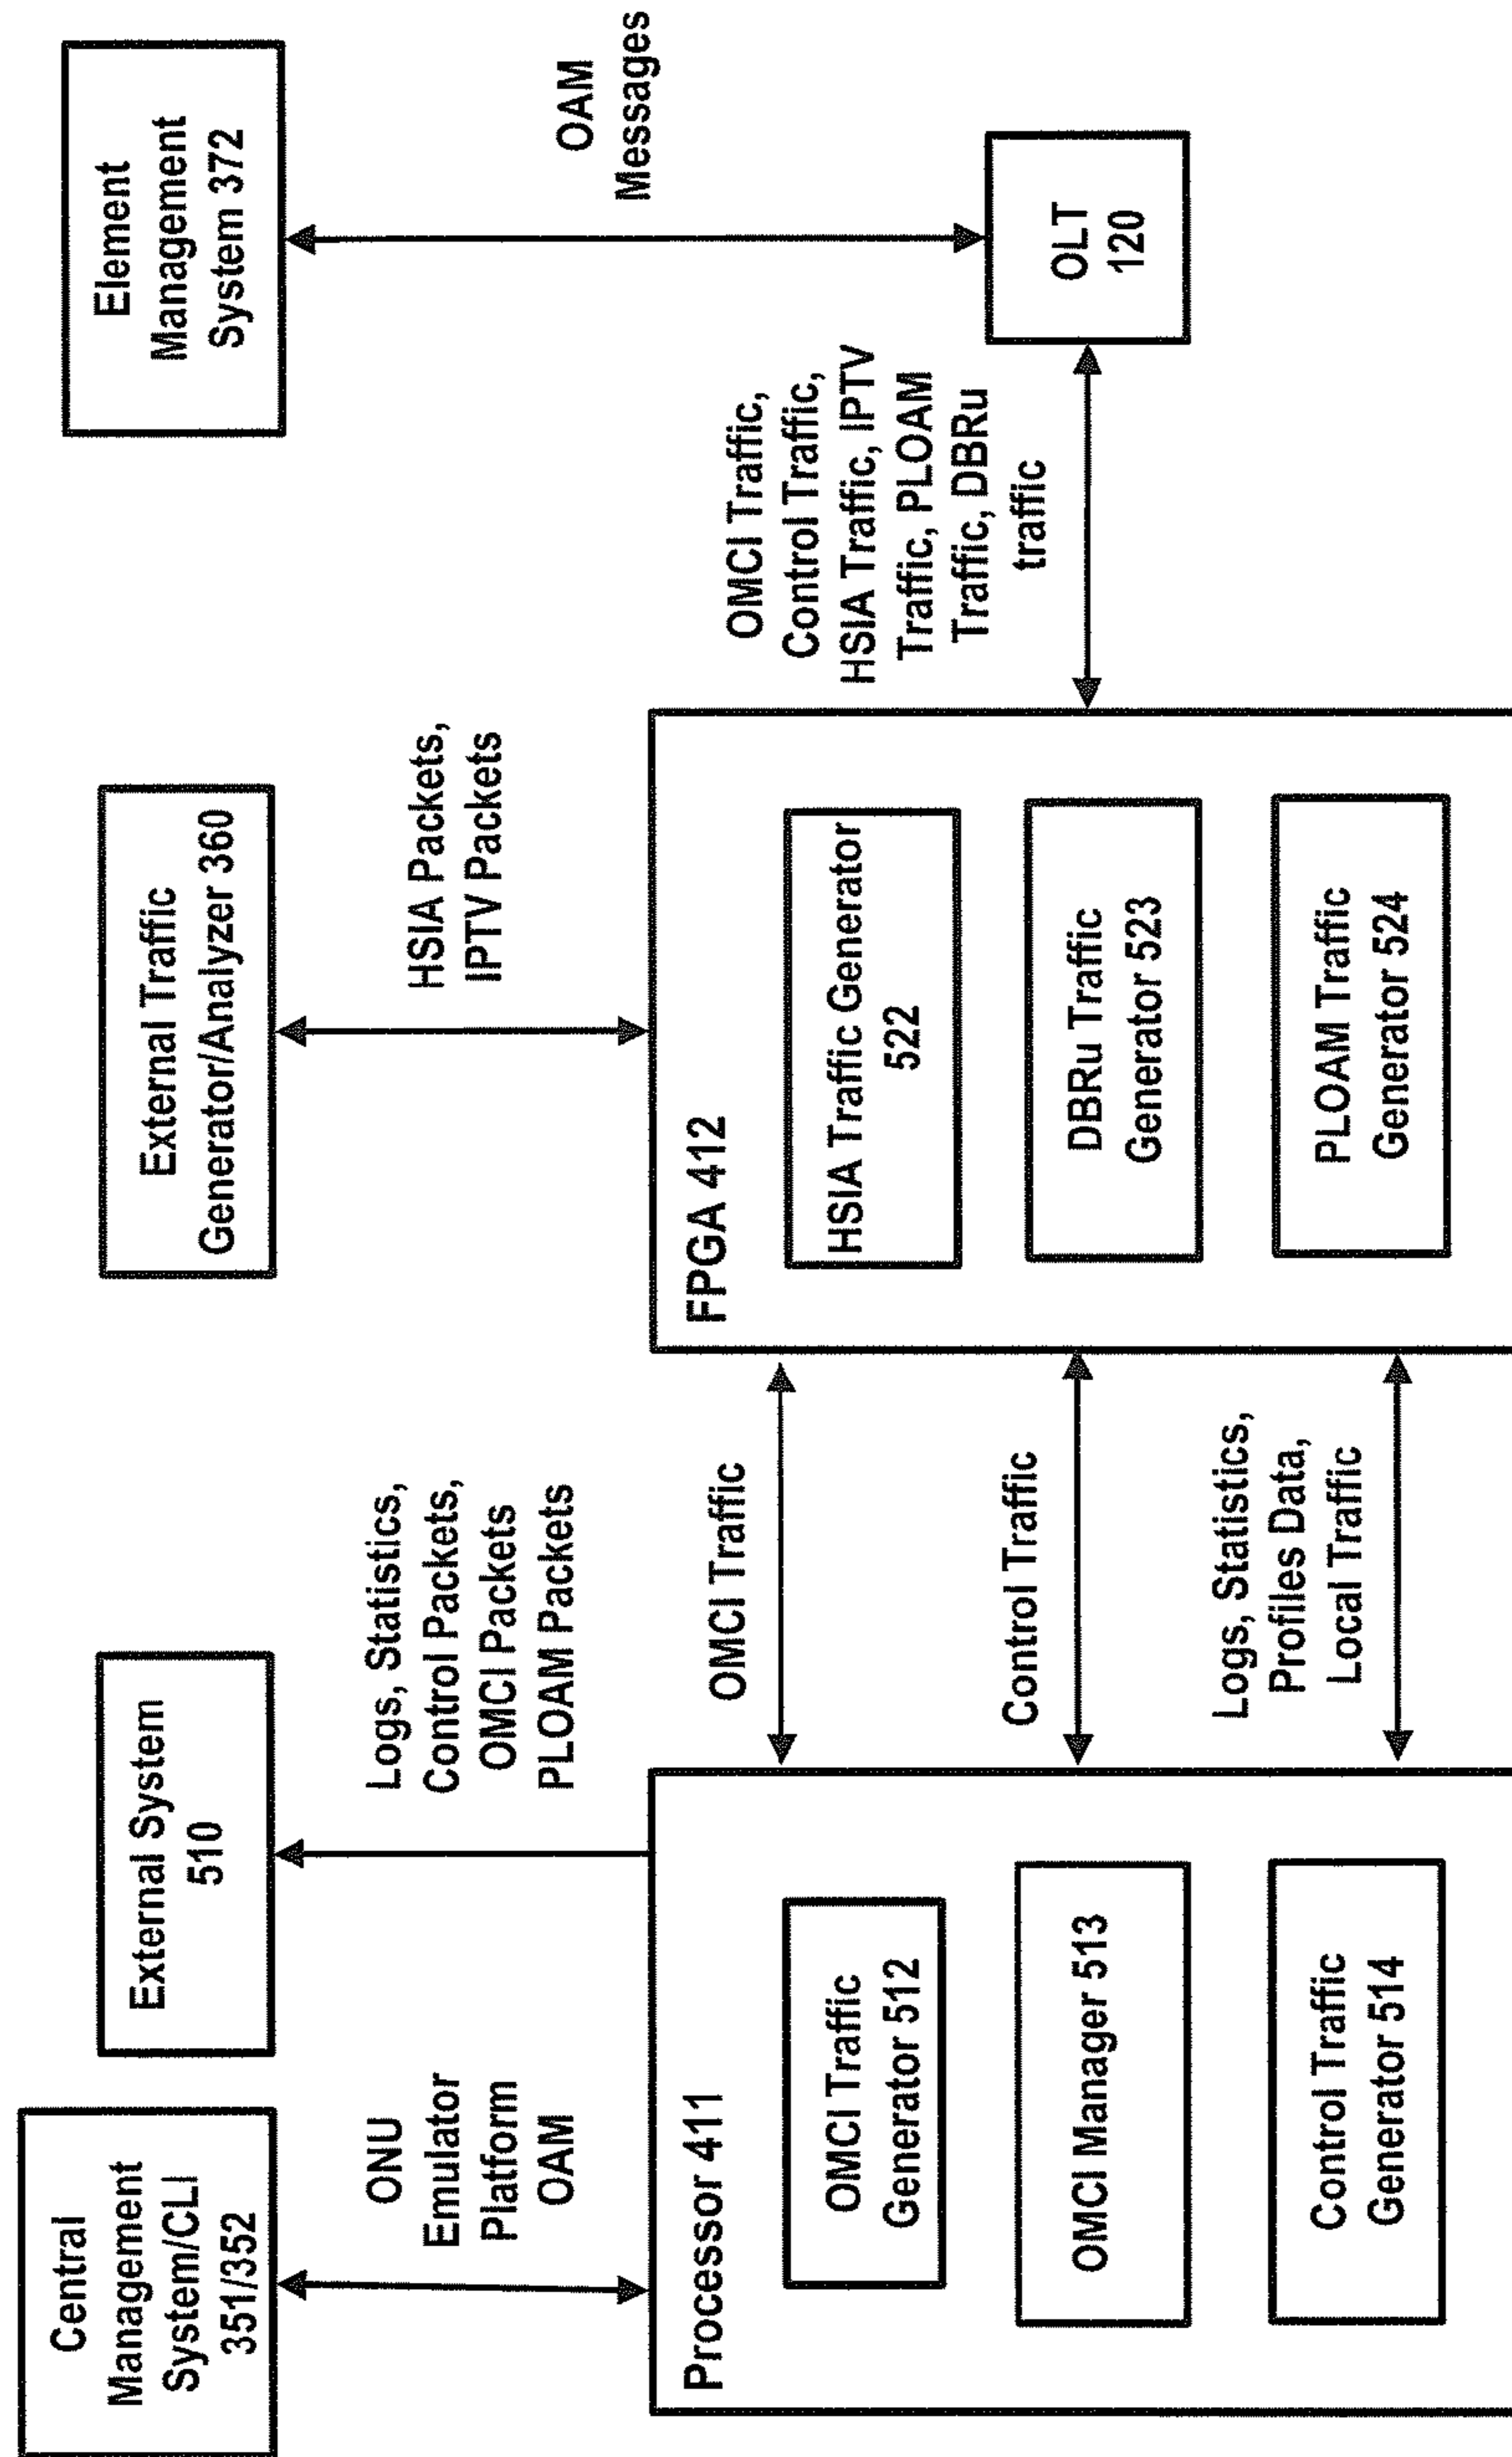 Central
Management
System/CLI
351/352
External System
510
External Traffic
Generator/Analyzer 360
Element
Management
System 372
ONU
Emulator
Platform
OAM
Logs, Statistics,
Control Packets,
OMCI Packets
PLOAM Packets
HSIA Packets,
IPTV Packets
OAM
Messages
Processor 411
OMCI Traffic
Generator 512
OMCI Manager 513
Control Traffic
Generator 514
OMCI Traffic
Control Traffic
Logs, Statistics,
Profiles Data,
Local Traffic
FPGA 412
HSIA Traffic Generator
522
DBRu Traffic
Generator 523
PLOAM Traffic
Generator 524
OMCI Traffic,
Control Traffic,
HSIA Traffic, IPTV
Traffic, PLOAM
Traffic, DBRu
traffic
OLT
120